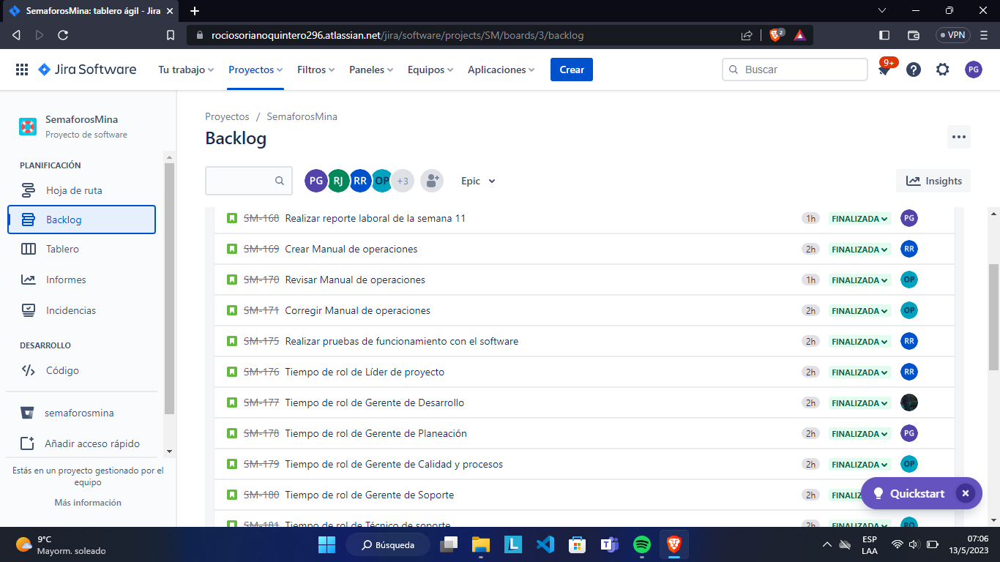 SemaforosMina: tablero ágil - Jira
rociosorianoquintero296.atlassian.net/jira/software/projects/SM/boards/3/backlog
2
VPN
Jira Software
Tu trabajo
Proyectos
Filtros
Paneles
Equipos
Aplicaciones
Crear
Buscar
9+
PG
SemaforosMina
Proyecto de software
PLANIFICACIÓN
Hoja de ruta
Backlog
Tablero
Informes
Incidencias
DESARROLLO
Código
semaforosmina
Añadir acceso rápido
Estás en un proyecto gestionado por el
equipo
Más información
Proyectos / SemaforosMina
Backlog
PG RJ RR OP +3
Epic
Insights
SM-168 Realizar reporte laboral de la semana 11 1h FINALIZADA PG
SM-169 Crear Manual de operaciones 2h FINALIZADA RR
SM-170 Revisar Manual de operaciones 1h FINALIZADA OP
SM-171 Corregir Manual de operaciones 2h FINALIZADA OP
SM-175 Realizar pruebas de funcionamiento con el software 2h FINALIZADA RR
SM-176 Tiempo de rol de Líder de proyecto 2h FINALIZADA RR
SM-177 Tiempo de rol de Gerente de Desarrollo 2h FINALIZADA
SM-178 Tiempo de rol de Gerente de Planeación 2h FINALIZADA PG
SM-179 Tiempo de rol de Gerente de Calidad y procesos 2h FINALIZADA OP
SM-180 Tiempo de rol de Gerente de Soporte 2h FINALIZ
SM-181 Tiempo de rol de Técnico de soporte 2h FINALIZADA RO
Quickstart
9°C
Mayorm. soleado
Búsqueda
L
ESP
LAA
07:06
13/5/2023